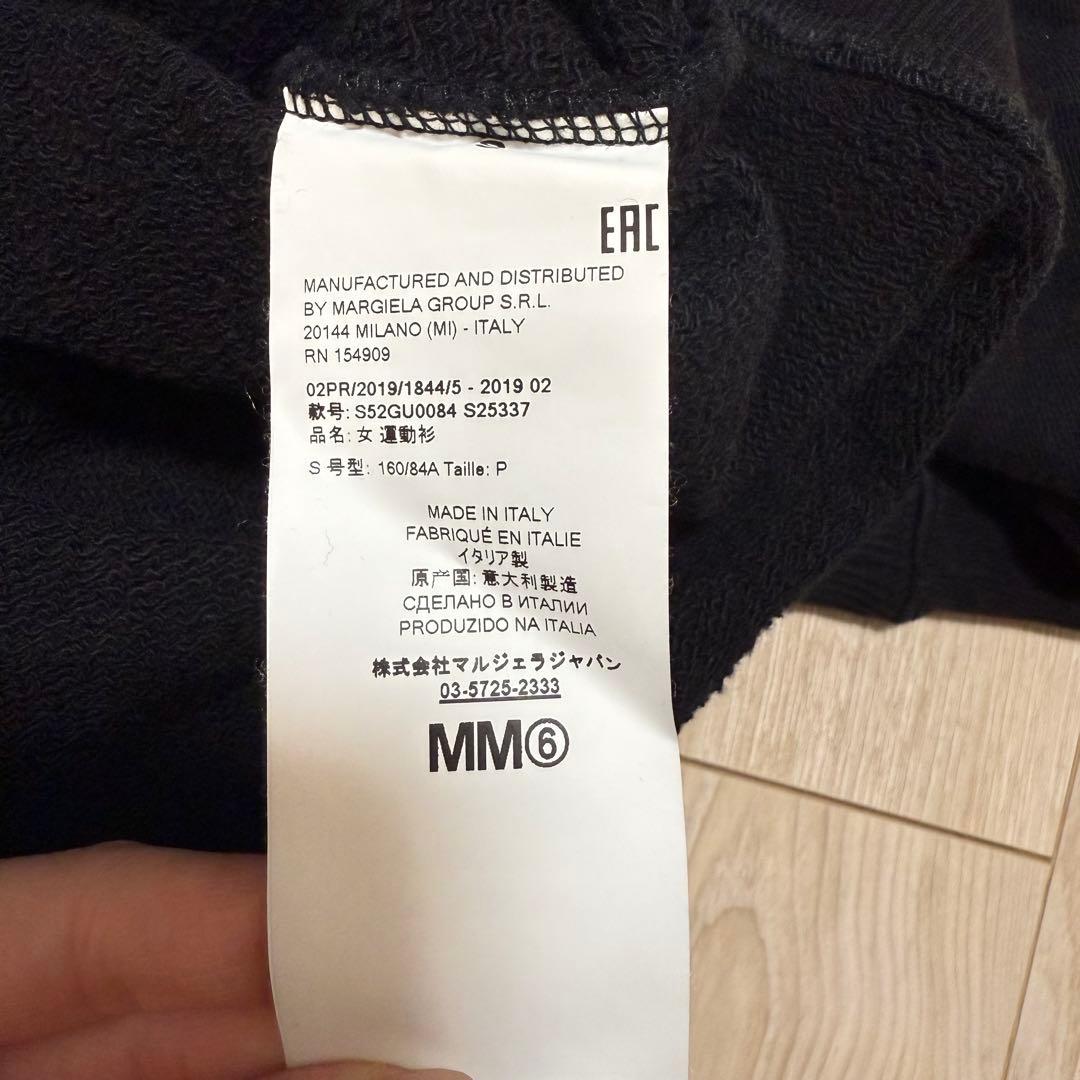 EAC
MANUFACTURED AND DISTRIBUTED
BY MARGIELA GROUP S.R.L.
20144 MILANO (MI) - ITALY
RN 154909
02PR/2019/1844/5 - 2019 02
款号: S52GU0084 S25337
品名: 女 運動衫
S 号型: 160/84A Taille: P
MADE IN ITALY
FABRIQUÉ EN ITALIE
イタリア製
原产国: 意大利製造
СДЕЛАНО В ИТАЛИИ
PRODUZIDO NA ITALIA
株式会社マルジェラジャパン
03-5725-2333
MM⑥